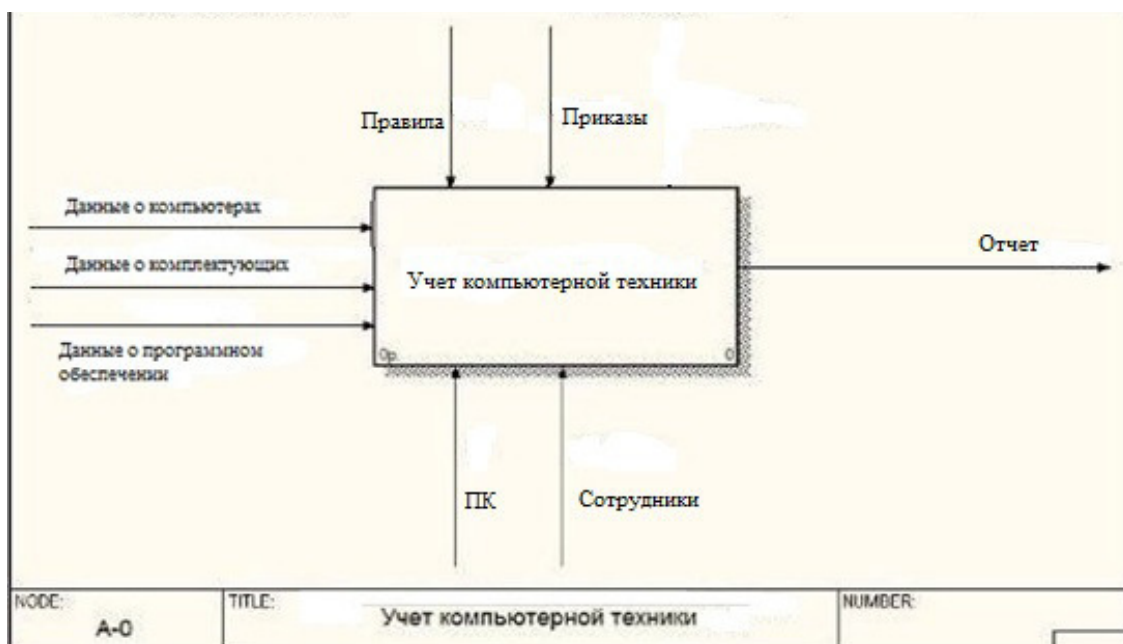 Правила
Приказы
Данные о компьютерах
Данные о комплектующих
Данные о программном
обеспечении
Учет компьютерной техники
0р.
0
Отчет
ПК
Сотрудники
NODE:
A-0
TITLE:
Учет компьютерной техники
NUMBER: